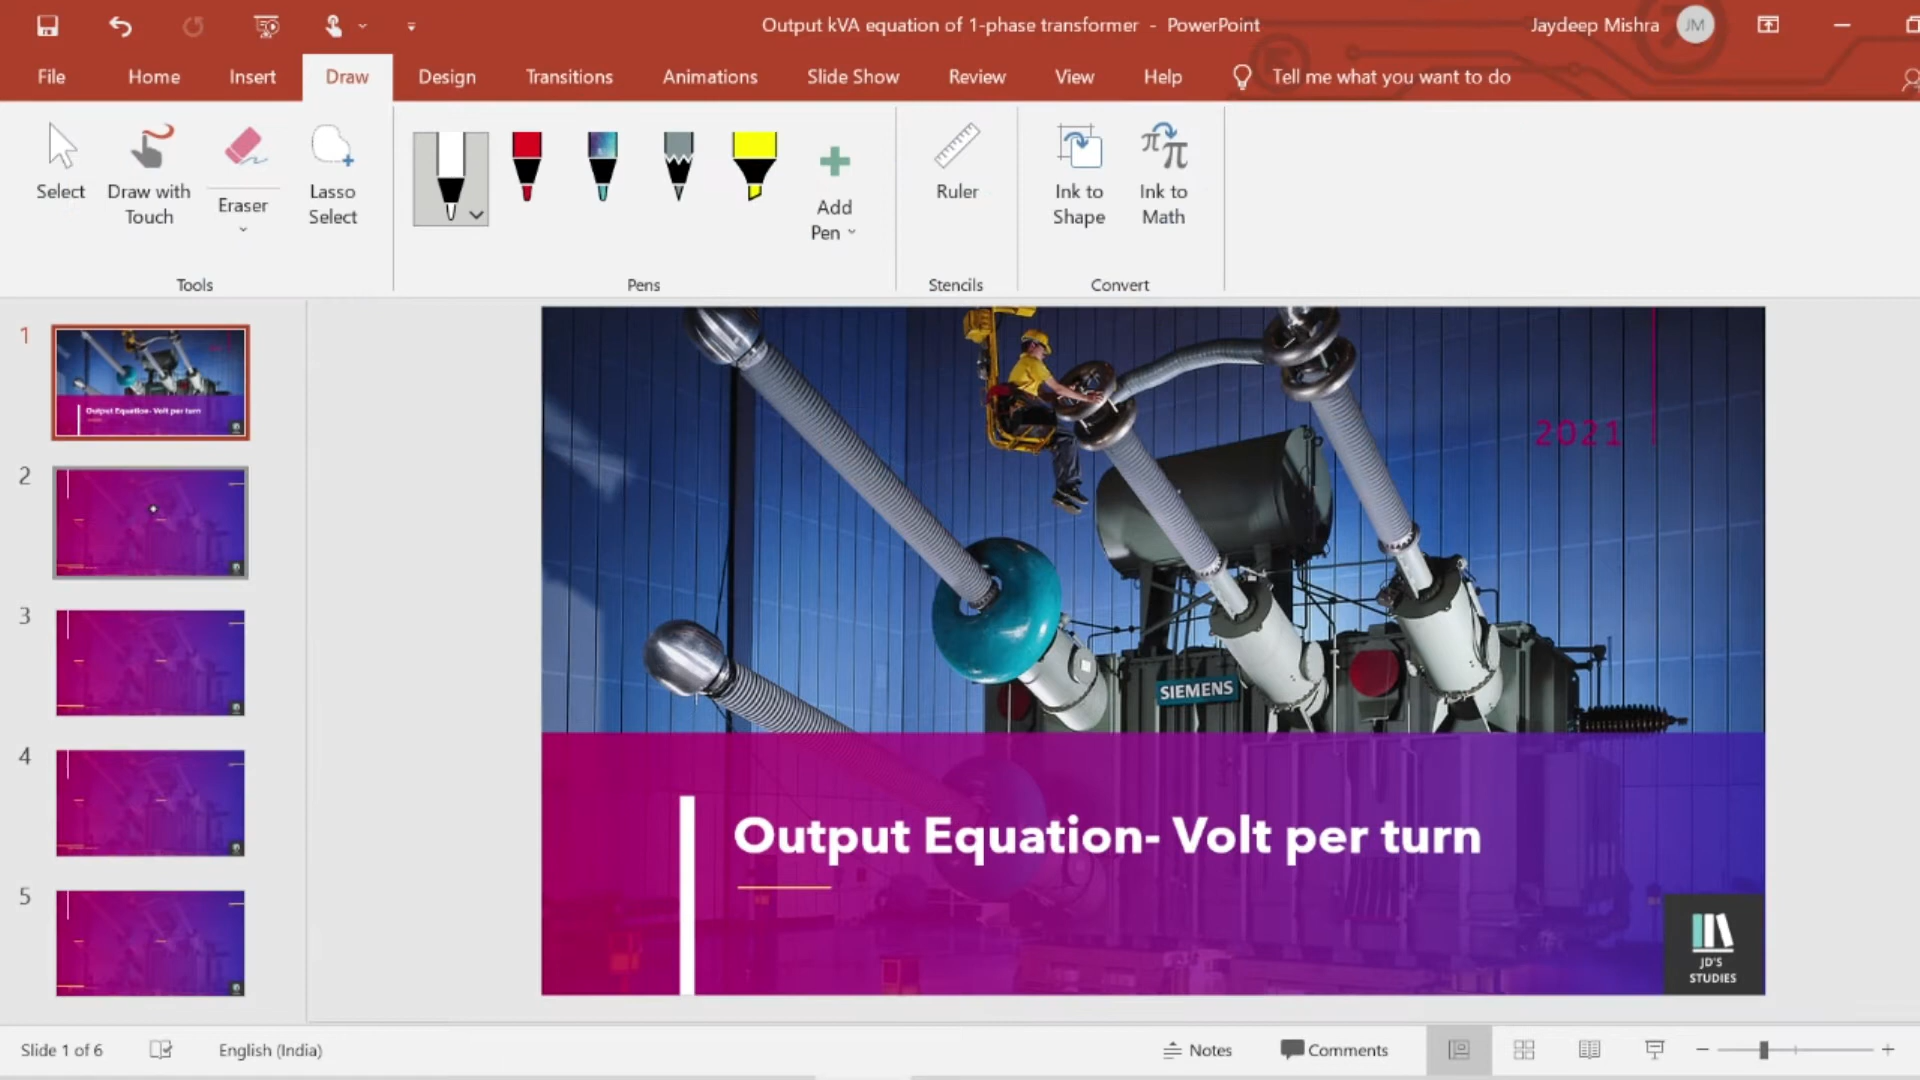 Output kVA equation of 1-phase transformer - PowerPoint
Jaydeep Mishra
JM
File
Home
Insert
Draw
Design
Transitions
Animations
Slide Show
Review
View
Help
Tell me what you want to do
Select
Draw with
Touch
Eraser
Lasso
Select
Add
Pen
Ruler
Ink to
Shape
Ink to
Math
Tools
Pens
Stencils
Convert
1
Output Equation- Volt per turn
2
3
4
5
2021
SIEMENS
Output Equation- Volt per turn
JD'S
STUDIES
Slide 1 of 6
English (India)
Notes
Comments